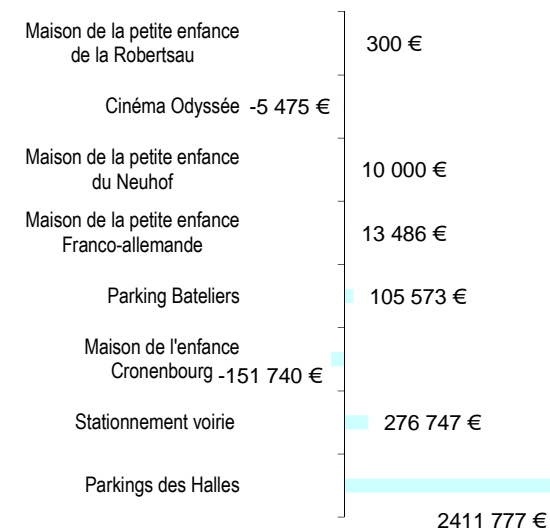 Maison de la petite enfance
de la Robertsau
300 €
Cinéma Odyssée -5 475 €
Maison de la petite enfance
du Neuhof
10 000 €
Maison de la petite enfance
Franco-allemande
13 486 €
Parking Bateliers
105 573 €
Maison de l'enfance
Cronenbourg -151 740 €
Stationnement voirie
276 747 €
Parkings des Halles
2411 777 €